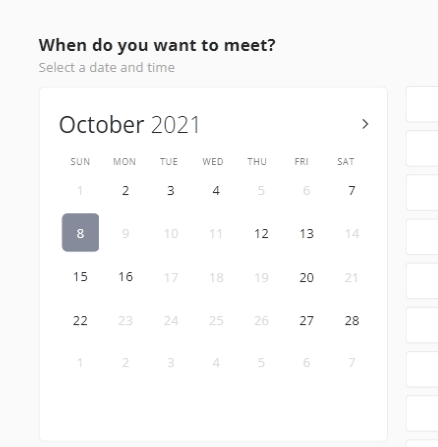 When do you want to meet?
Select a date and time
October 2021
SUN MON TUE WED THU FRI SAT
1 2 3 4 5 6 7
8 9 10 11 12 13 14
15 16 17 18 19 20 21
22 23 24 25 26 27 28
1 2 3 4 5 6 7